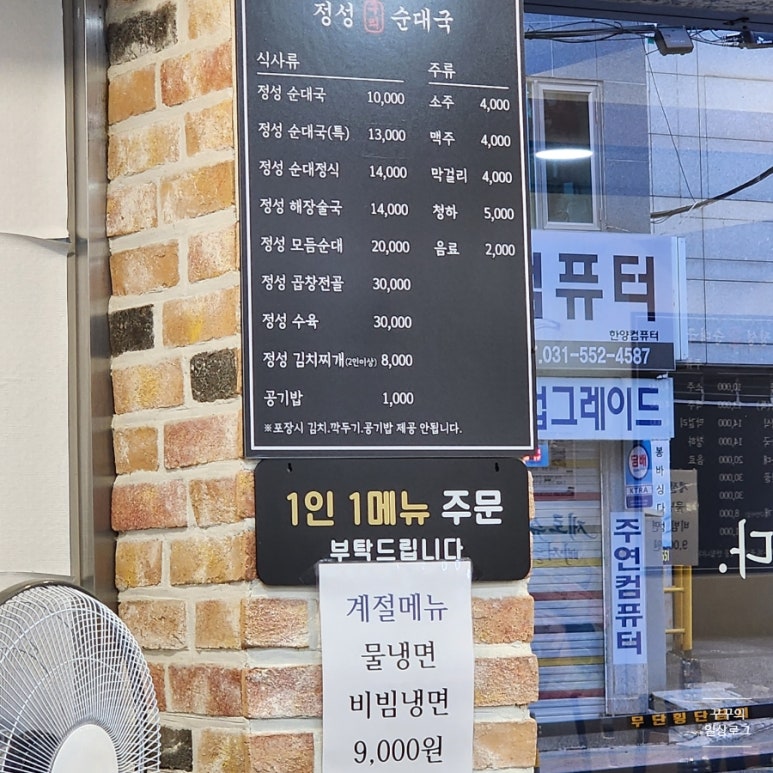 정성 우리 순대국
식사류
정성 순대국 10,000
정성 순대국(특) 13,000
정성 순대정식 14,000
정성 해장술국 14,000
정성 모듬순대 20,000
정성 곱창전골 30,000
정성 수육 30,000
정성 김치찌개(2인이상) 8,000
공기밥 1,000
주류
소주 4,000
맥주 4,000
막걸리 4,000
청하 5,000
음료 2,000
※포장시 김치.깍두기.공기밥 제공 안됩니다.
1인 1메뉴 주문
부탁드립니다
계절메뉴
물냉면
비빔냉면
9,000원
컴퓨터
한양컴퓨터
T.031-552-4587
업그레이드
주연컴퓨터
무단횡단금지
꾸꾸의
일상로그